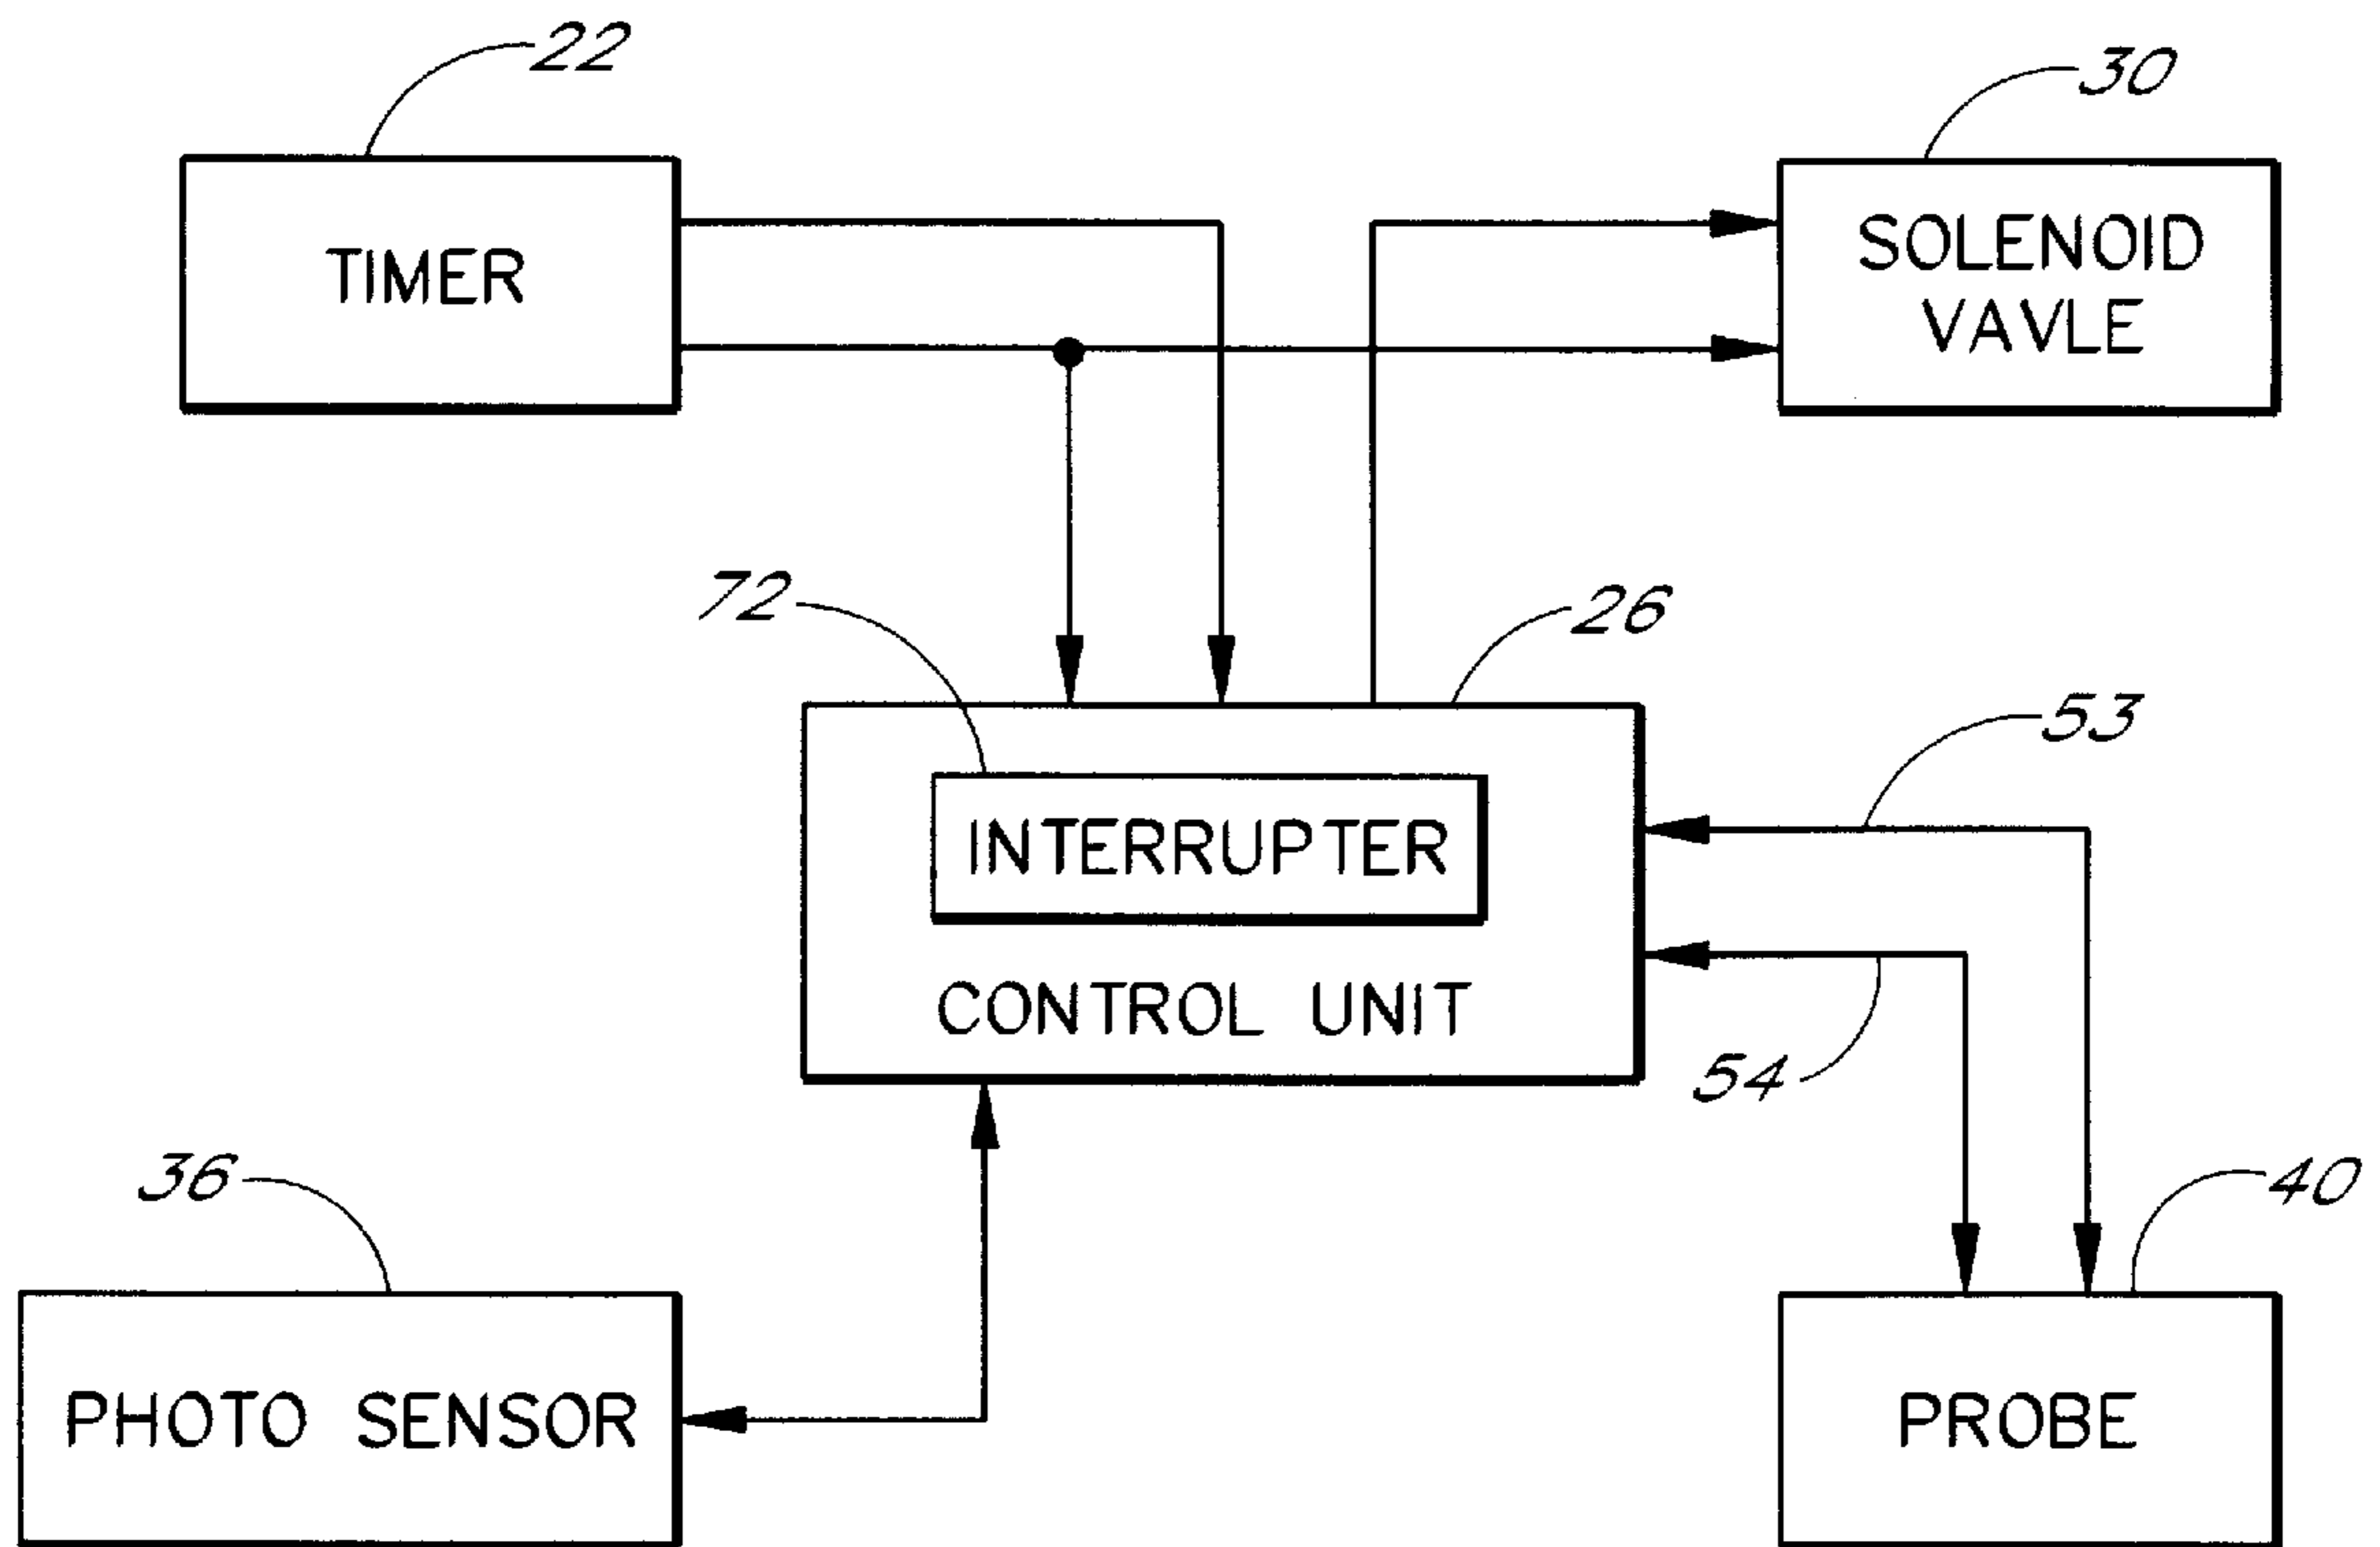 22
30
TIMER
SOLENOID
VAVLE
72
26
53
INTERRUPTER
CONTROL UNIT
54
36
40
PHOTO SENSOR
PROBE